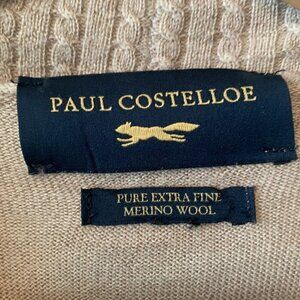 PAUL COSTELLOE
PURE EXTRA FINE
MERINO WOOL